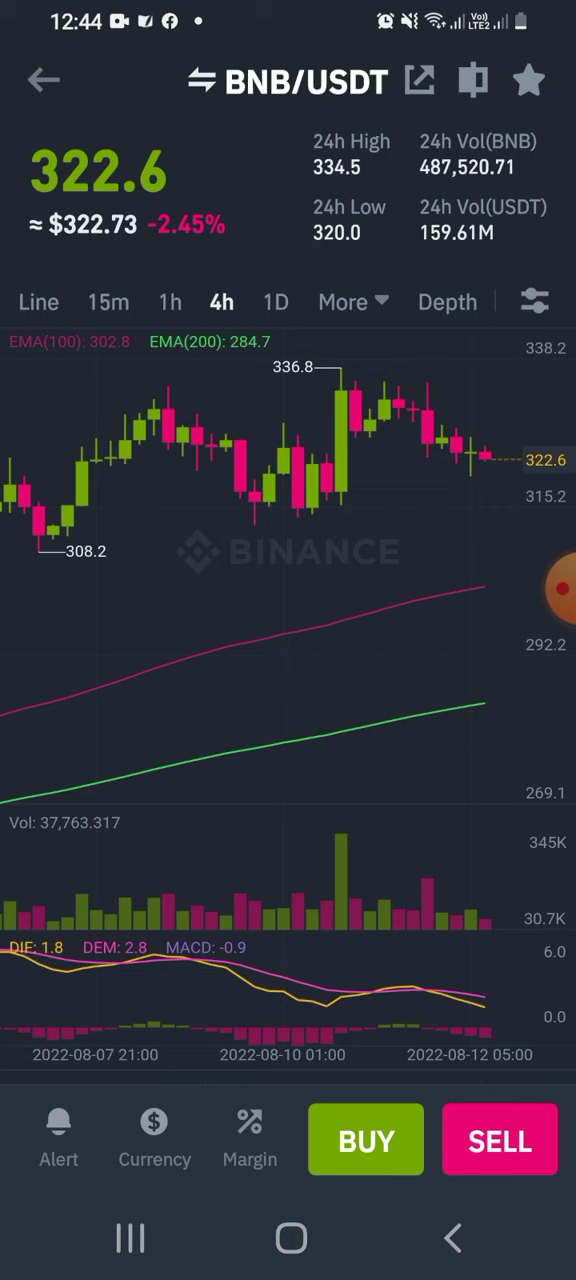 12:44
Vo))
LTE2
BNB/USDT
322.6
≈ $322.73 -2.45%
24h High
334.5
24h Vol(BNB)
487,520.71
24h Low
320.0
24h Vol(USDT)
159.61M
Line 15m 1h 4h 1D More Depth
EMA(100): 302.8 EMA(200): 284.7
338.2
336.8
322.6
315.2
308.2
BINANCE
292.2
269.1
Vol: 37,763.317
345K
30.7K
DIF: 1.8 DEM: 2.8 MACD: -0.9
6.0
0.0
2022-08-07 21:00 2022-08-10 01:00 2022-08-12 05:00
Alert Currency Margin BUY SELL